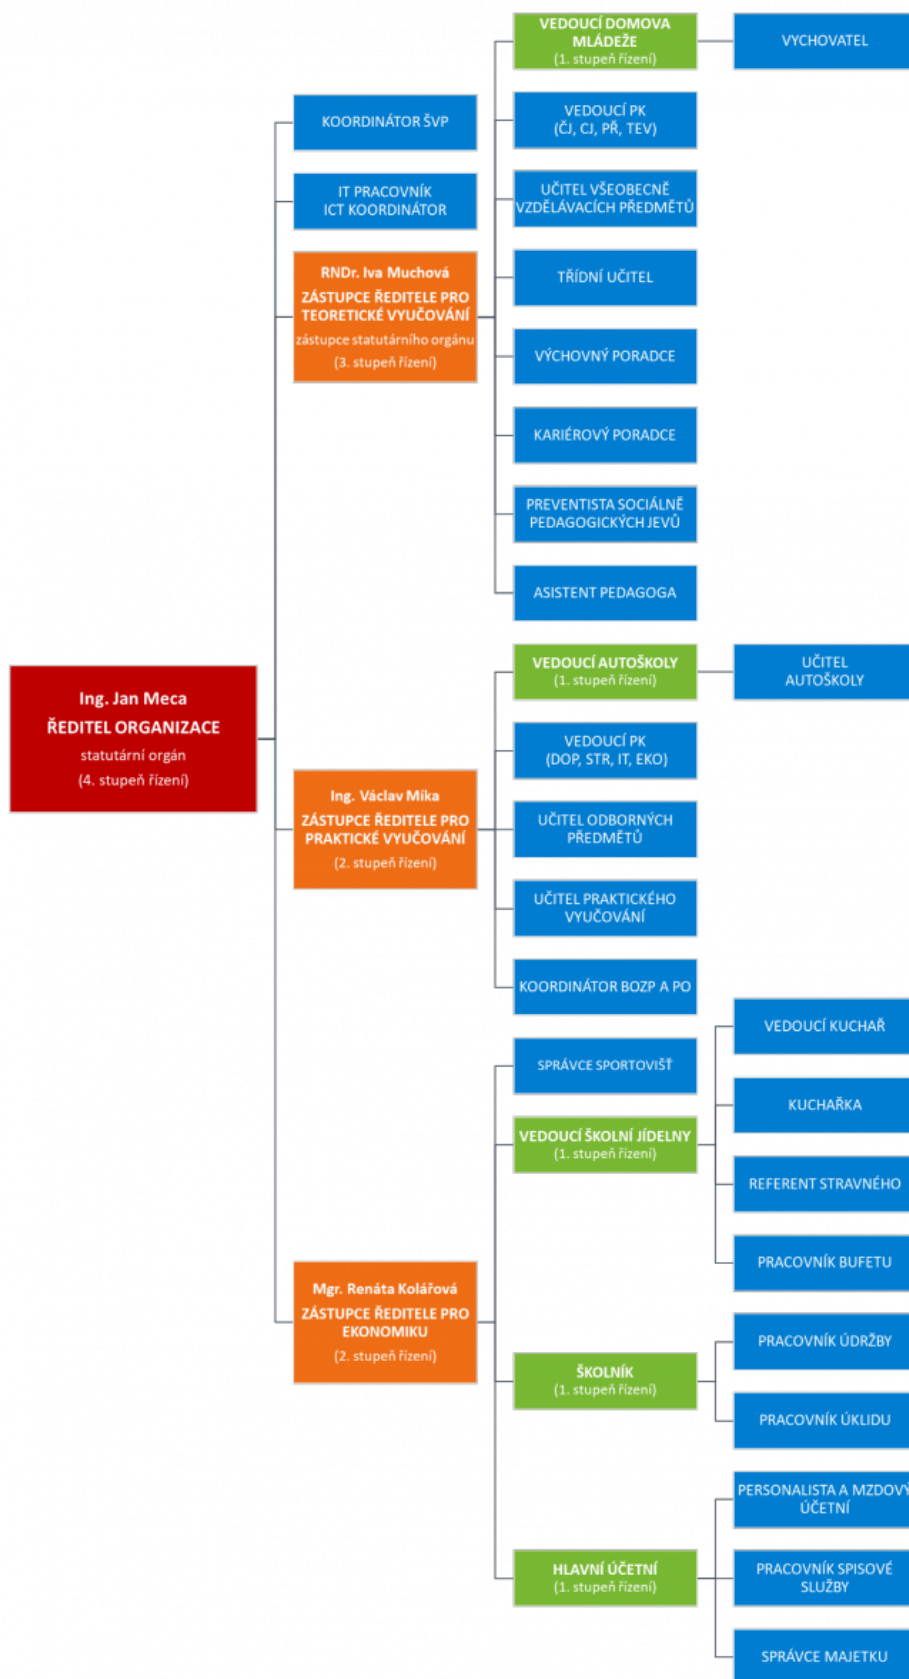 VEDOUCÍ DOMOVA
MLÁDEŽE
(1. stupeň řízení)
VYCHOVATEL
KOORDINÁTOR ŠVP
VEDOUCÍ PK
(ČJ, CJ, PŘ, TEV)
IT PRACOVNÍK
ICT KOORDINÁTOR
UČITEL VŠEOBECNĚ
VZDĚLÁVACÍCH PŘEDMĚTŮ
RNDr. Iva Muchová
ZÁSTUPCE ŘEDITELE PRO
TEORETICKÉ VYUČOVÁNÍ
zástupce statutárního orgánu
(3. stupeň řízení)
TŘÍDNÍ UČITEL
VÝCHOVNÝ PORADCE
KARIÉROVÝ PORADCE
PREVENTISTA SOCIÁLNĚ
PEDAGOGICKÝCH JEVŮ
ASISTENT PEDAGOGA
Ing. Jan Meca
ŘEDITEL ORGANIZACE
statutární orgán
(4. stupeň řízení)
VEDOUCÍ AUTOŠKOLY
(1. stupeň řízení)
UČITEL
AUTOŠKOLY
VEDOUCÍ PK
(DOP, STR, IT, EKO)
Ing. Václav Míka
ZÁSTUPCE ŘEDITELE PRO
PRAKTICKÉ VYUČOVÁNÍ
(2. stupeň řízení)
UČITEL ODBORNÝCH
PŘEDMĚTŮ
UČITEL PRAKTICKÉHO
VYUČOVÁNÍ
KOORDINÁTOR BOZP A PO
SPRÁVCE SPORTOVIŠŤ
VEDOUCÍ KUCHAŘ
VEDOUCÍ ŠKOLNÍ JÍDELNY
(1. stupeň řízení)
KUCHAŘKA
REFERENT STRAVNÉHO
PRACOVNÍK BUFETU
Mgr. Renáta Kolářová
ZÁSTUPCE ŘEDITELE PRO
EKONOMIKU
(2. stupeň řízení)
ŠKOLNÍK
(1. stupeň řízení)
PRACOVNÍK ÚDRŽBY
PRACOVNÍK ÚKLIDU
HLAVNÍ ÚČETNÍ
(1. stupeň řízení)
PERSONALISTA A MZDOVÝ
ÚČETNÍ
PRACOVNÍK SPISOVÉ
SLUŽBY
SPRÁVCE MAJETKU